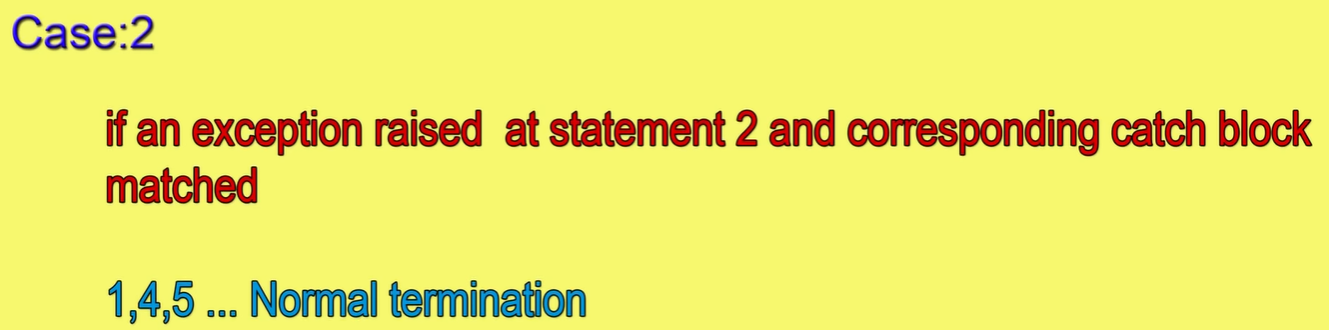 Case:2
if an exception raised  at statement 2 and corresponding catch block
matched
1,4,5 ... Normal termination